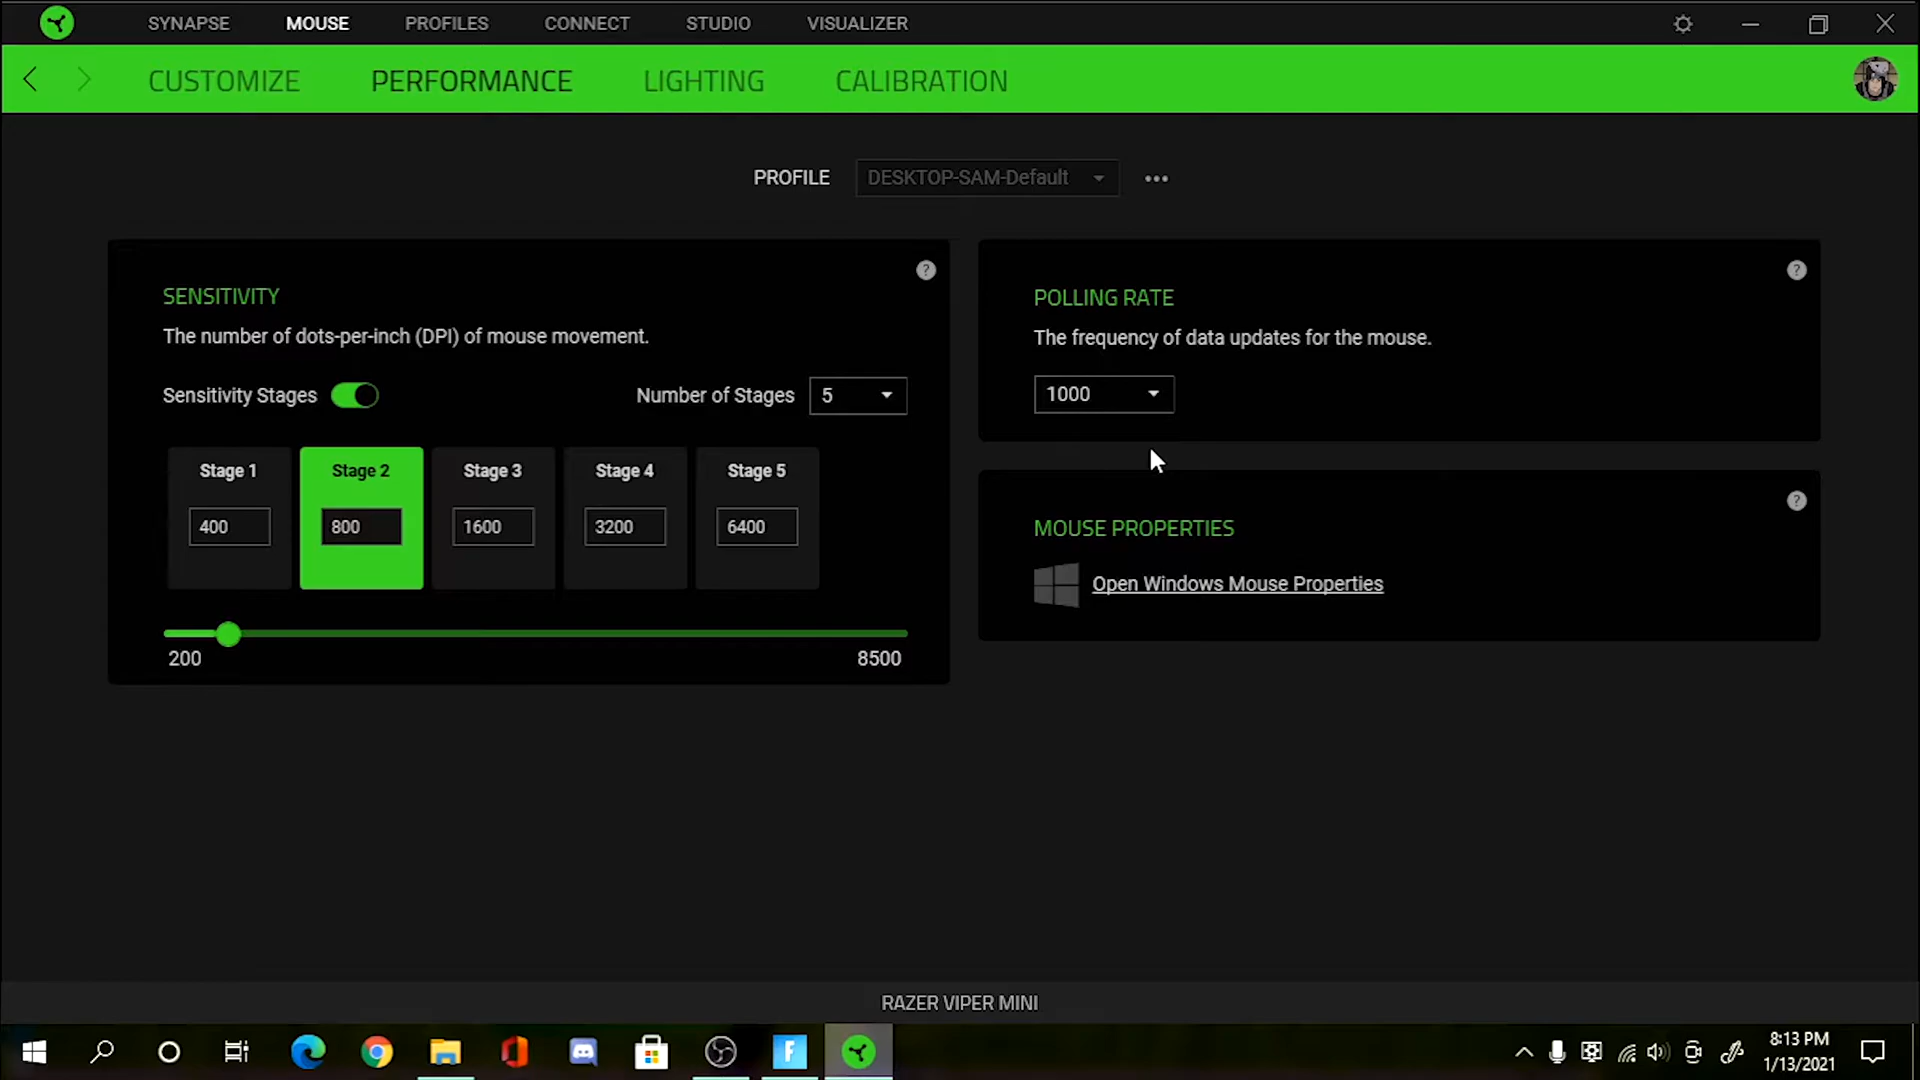 SYNAPSE MOUSE PROFILES CONNECT STUDIO VISUALIZER
CUSTOMIZE PERFORMANCE LIGHTING CALIBRATION
PROFILE DESKTOP-SAM-Default
SENSITIVITY
The number of dots-per-inch (DPI) of mouse movement.
Sensitivity Stages
Number of Stages 5
Stage 1 Stage 2 Stage 3 Stage 4 Stage 5
400 800 1600 3200 6400
200 8500
POLLING RATE
The frequency of data updates for the mouse.
1000
MOUSE PROPERTIES
Open Windows Mouse Properties
RAZER VIPER MINI
8:13 PM
1/13/2021